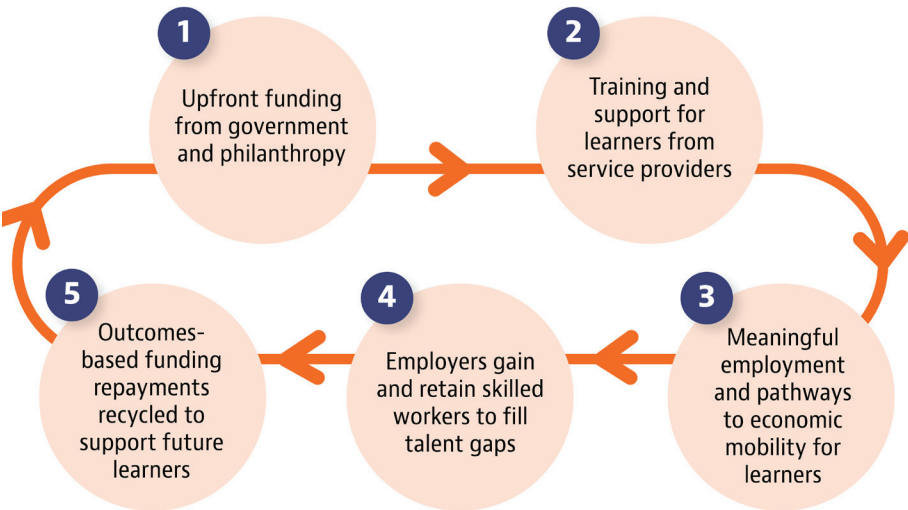 1
Upfront funding
from government
and philanthropy
2
Training and
support for
learners from
service providers
3
Meaningful
employment
and pathways
to economic
mobility for
learners
4
Employers gain
and retain skilled
workers to fill
talent gaps
5
Outcomes-
based funding
repayments
recycled to
support future
learners